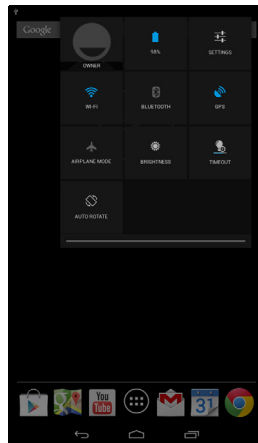 Google
OWNER
98%
SETTINGS
WI-FI
BLUETOOTH
GPS
AIRPLANE MODE
BRIGHTNESS
TIMEOUT
AUTO ROTATE
You
Tube
31